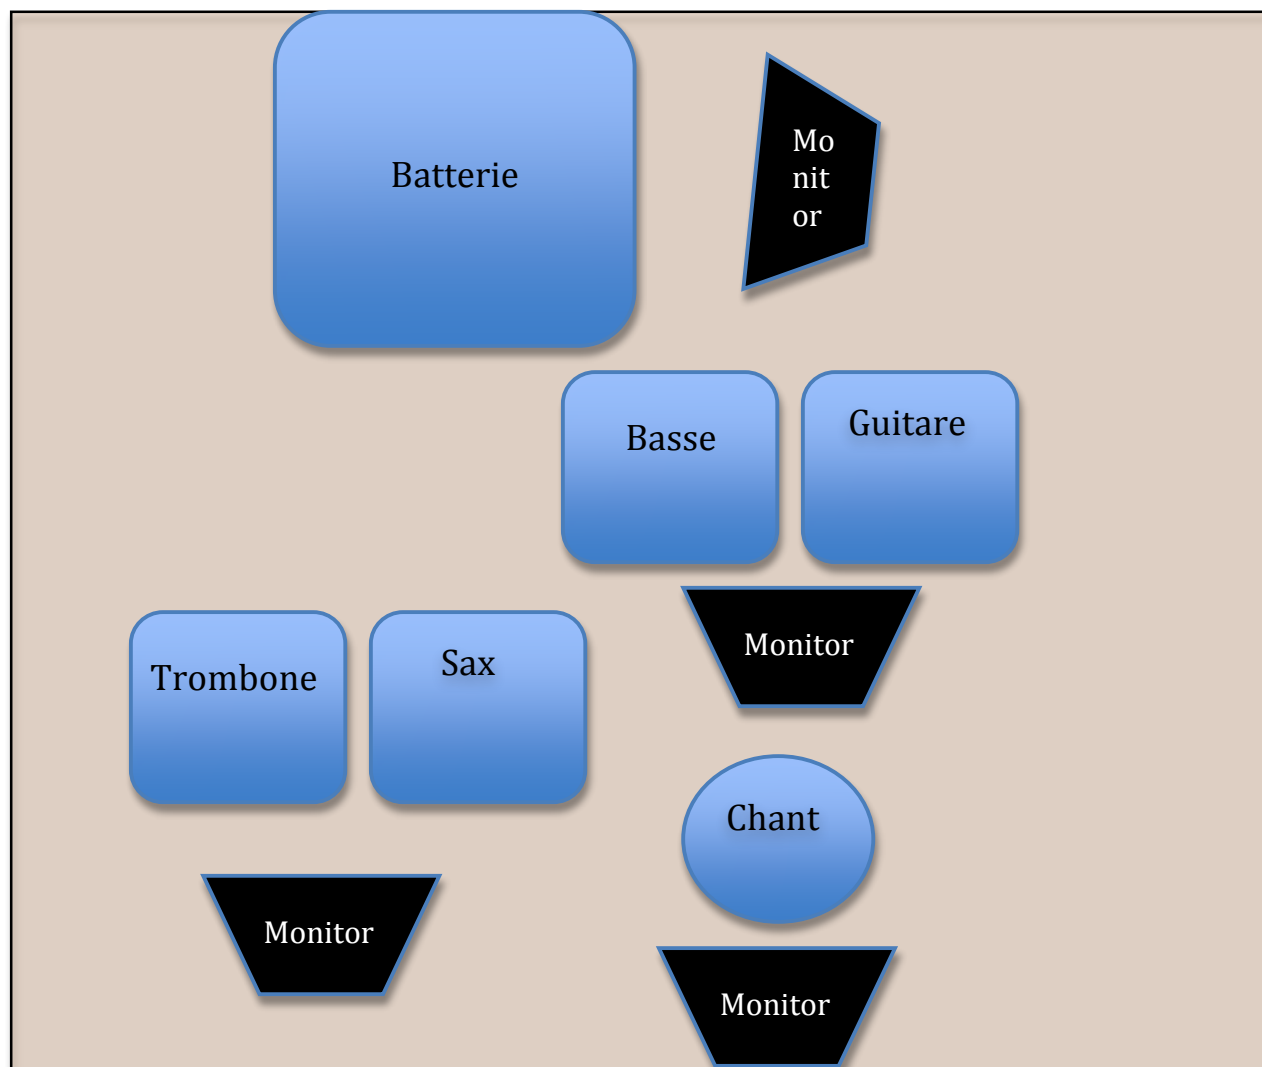 Batterie
Mo
nit
or
Basse
Guitare
Monitor
Trombone
Sax
Chant
Monitor
Monitor